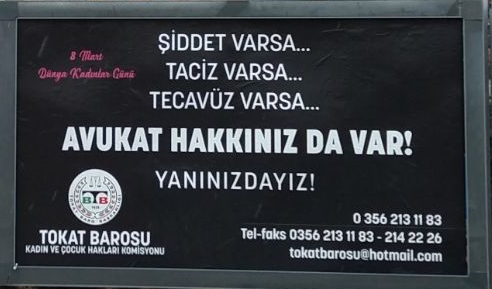 8 Mart
Dünya Kadınlar Günü
ŞİDDET VARSA...
TACİZ VARSA...
TECAVÜZ VARSA...
AVUKAT HAKKINIZ DA VAR!
YANINIZDAYIZ!
TOKAT BAROSU
KADIN VE ÇOCUK HAKLARI KOMİSYONU
0 356 213 11 83
Tel-faks 0356 213 11 83 - 214 22 26
tokatbarosu@hotmail.com